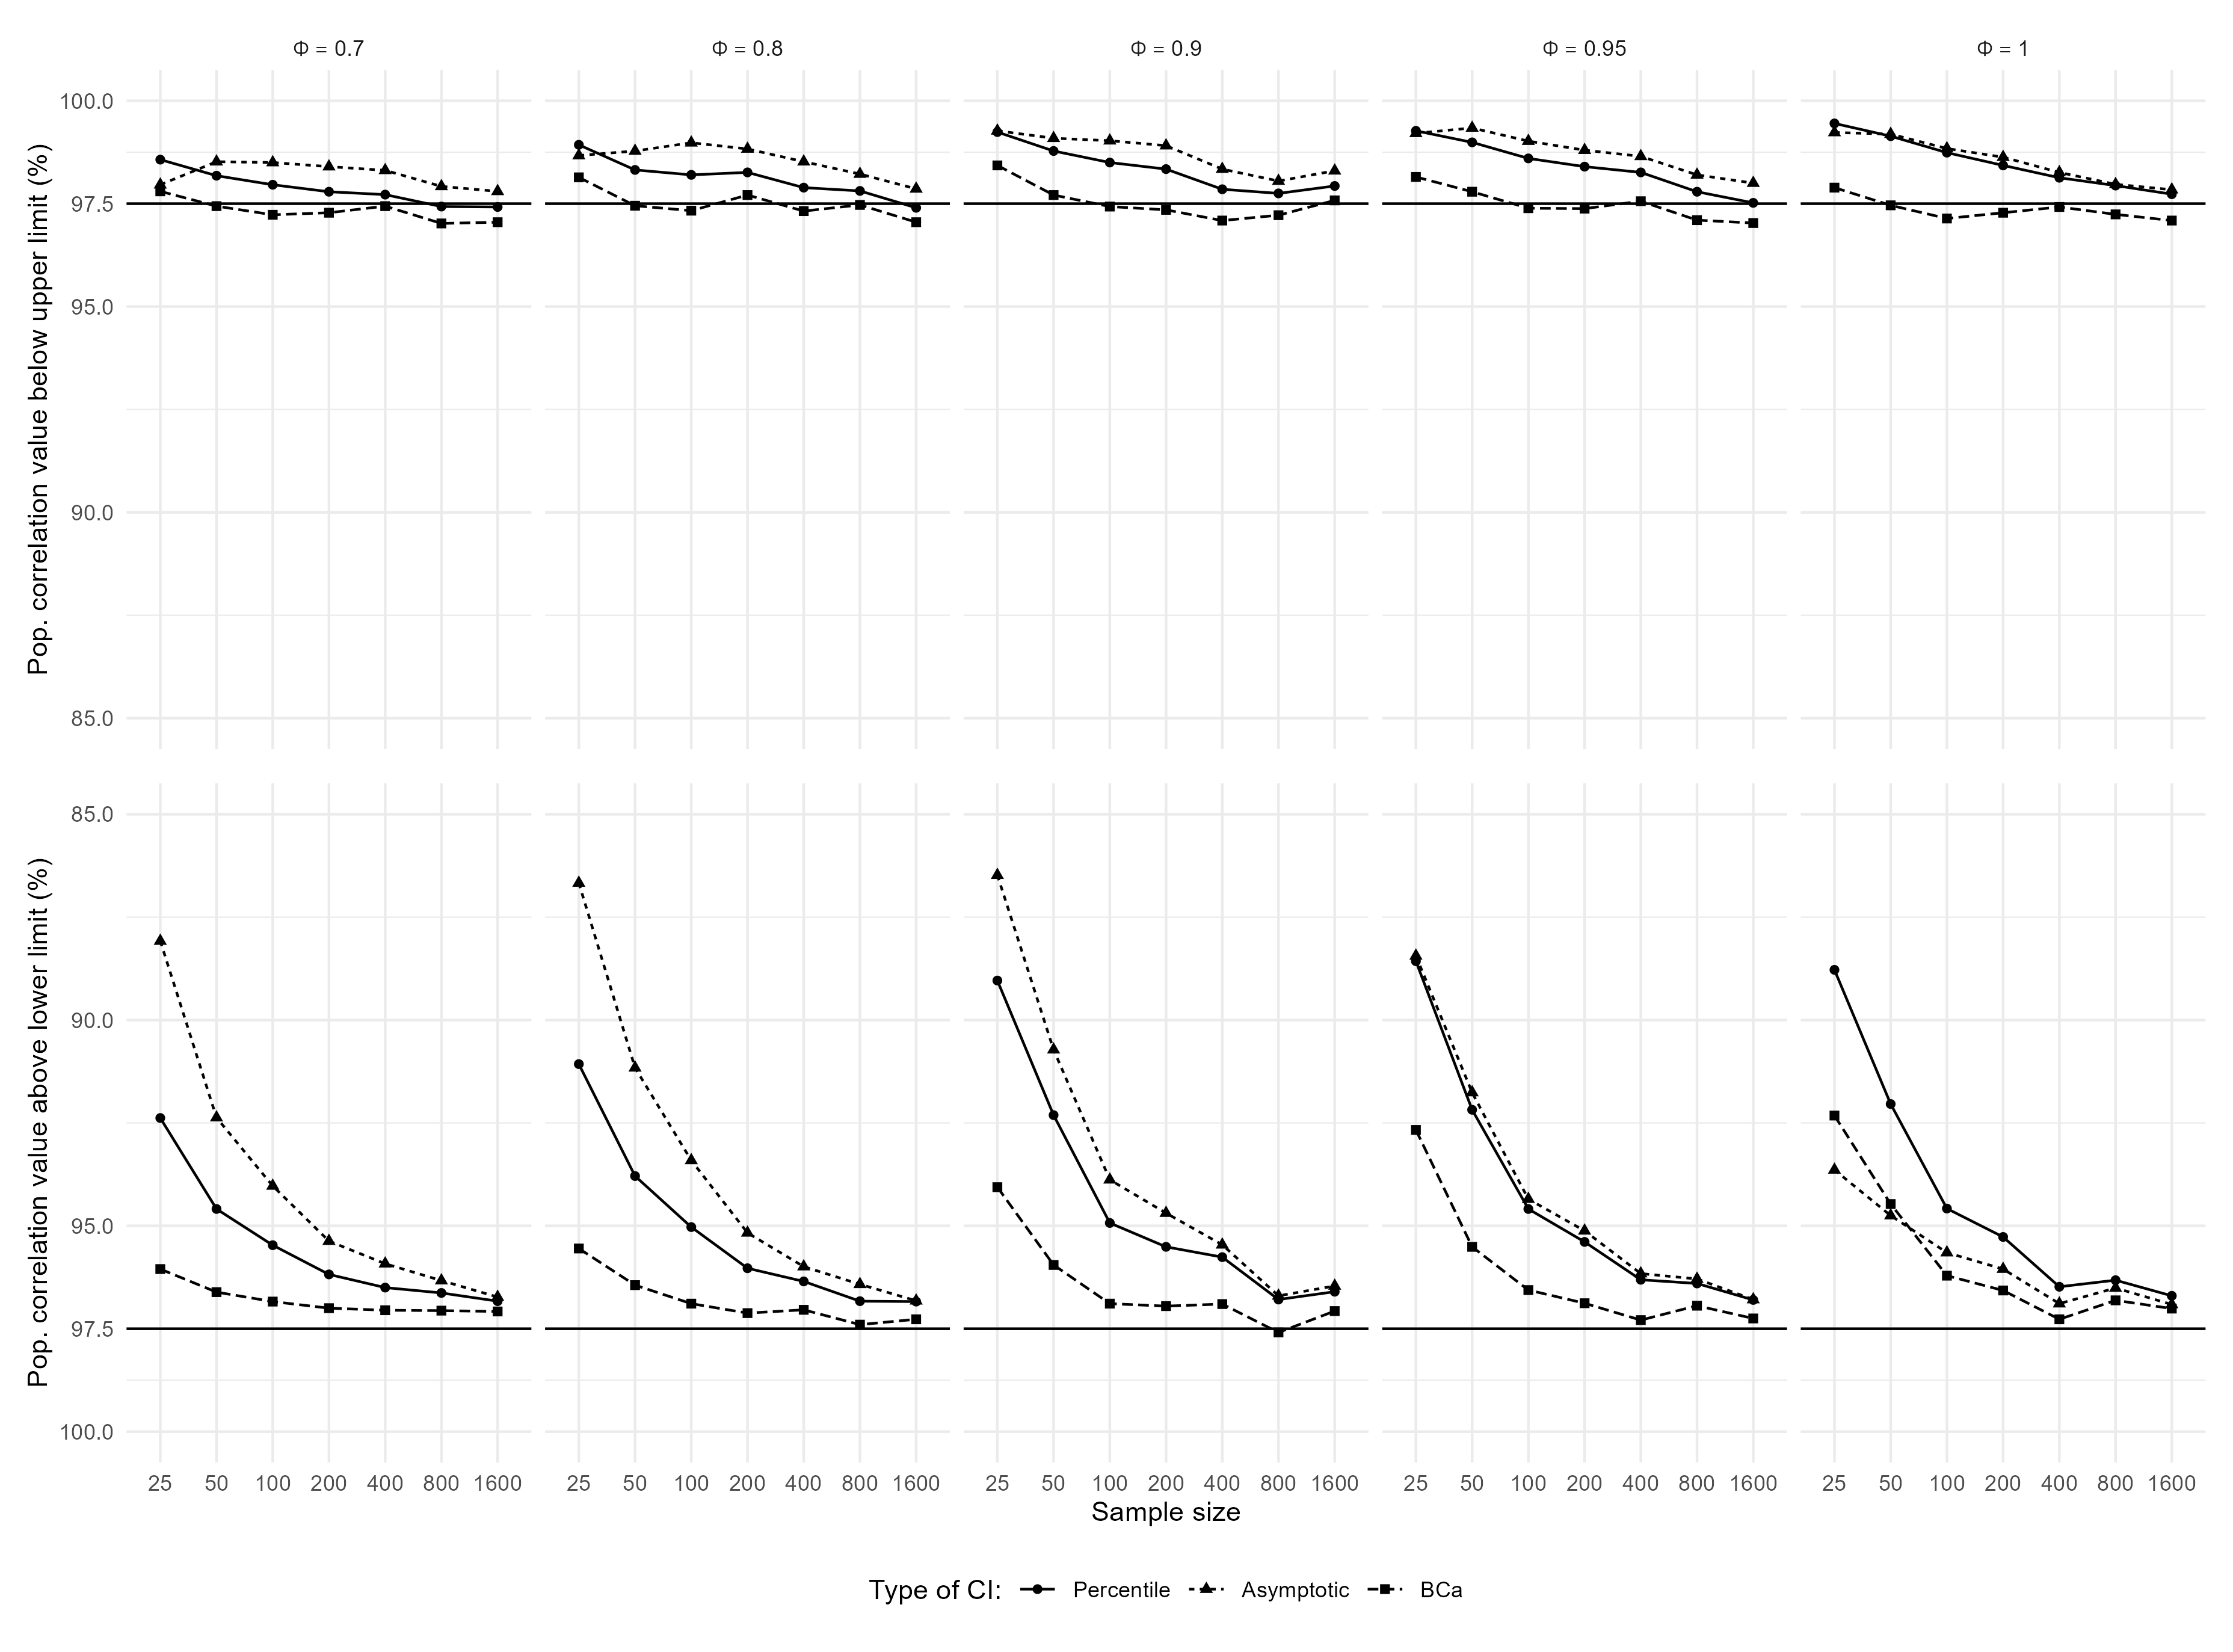 Φ = 0.7 Φ = 0.8 Φ = 0.9 Φ = 0.95 Φ = 1
Pop. correlation value below upper limit (%)
100.0
97.5
95.0
90.0
85.0
Pop. correlation value above lower limit (%)
85.0
90.0
95.0
97.5
100.0
25 50 100 200 400 800 1600 25 50 100 200 400 800 1600 25 50 100 200 400 800 1600 25 50 100 200 400 800 1600 25 50 100 200 400 800 1600
Sample size
Type of CI: Percentile Asymptotic BCa